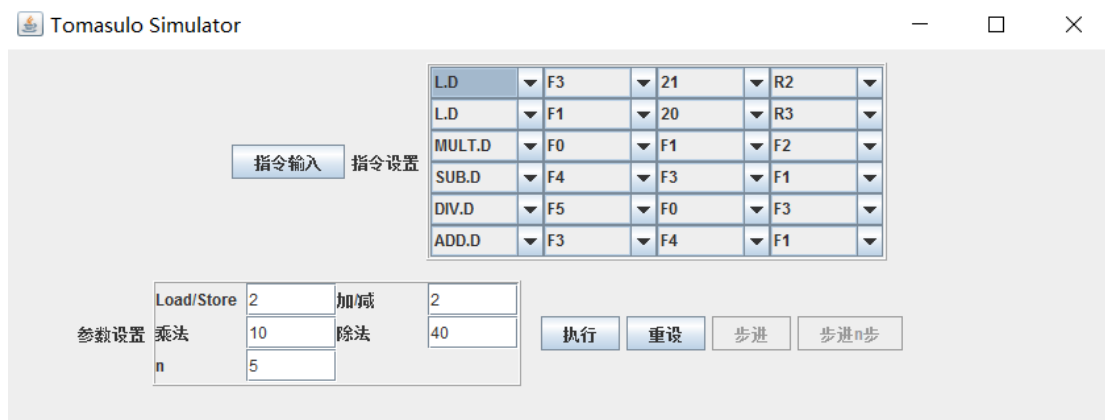 Tomasulo Simulator
L.D F3 21 R2
L.D F1 20 R3
MULT.D F0 F1 F2
指令输入 指令设置
SUB.D F4 F3 F1
DIV.D F5 F0 F3
ADD.D F3 F4 F1
Load/Store 2 加/减 2
参数设置 乘法 10 除法 40 执行 重设 步进 步进n步
n 5